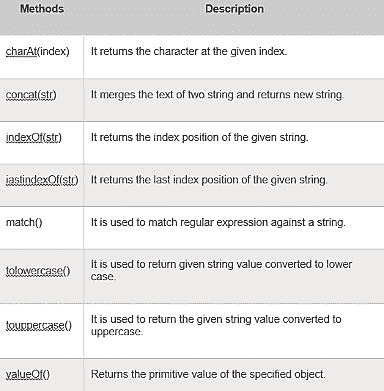 Methods Description
charAt(index) It returns the character at the given index.
concat(str) It merges the text of two string and returns new string.
indexOf(str) It returns the index position of the given string.
iastindexOf(str) It returns the last index position of the given string.
match() It is used to match regular expression against a string.
tolowercase() It is used to return given string value converted to lower
case.
touppercase() It is used to return the given string value converted to
uppercase.
valueOf() Returns the primitive value of the specified object.